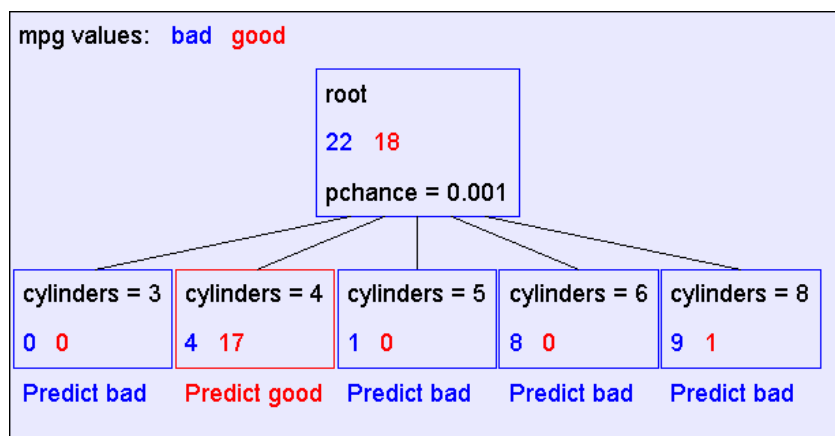 mpg values: bad good
root
22 18
pchance = 0.001
cylinders = 3 cylinders = 4 cylinders = 5 cylinders = 6 cylinders = 8
0 0 4 17 1 0 8 0 9 1
Predict bad Predict good Predict bad Predict bad Predict bad